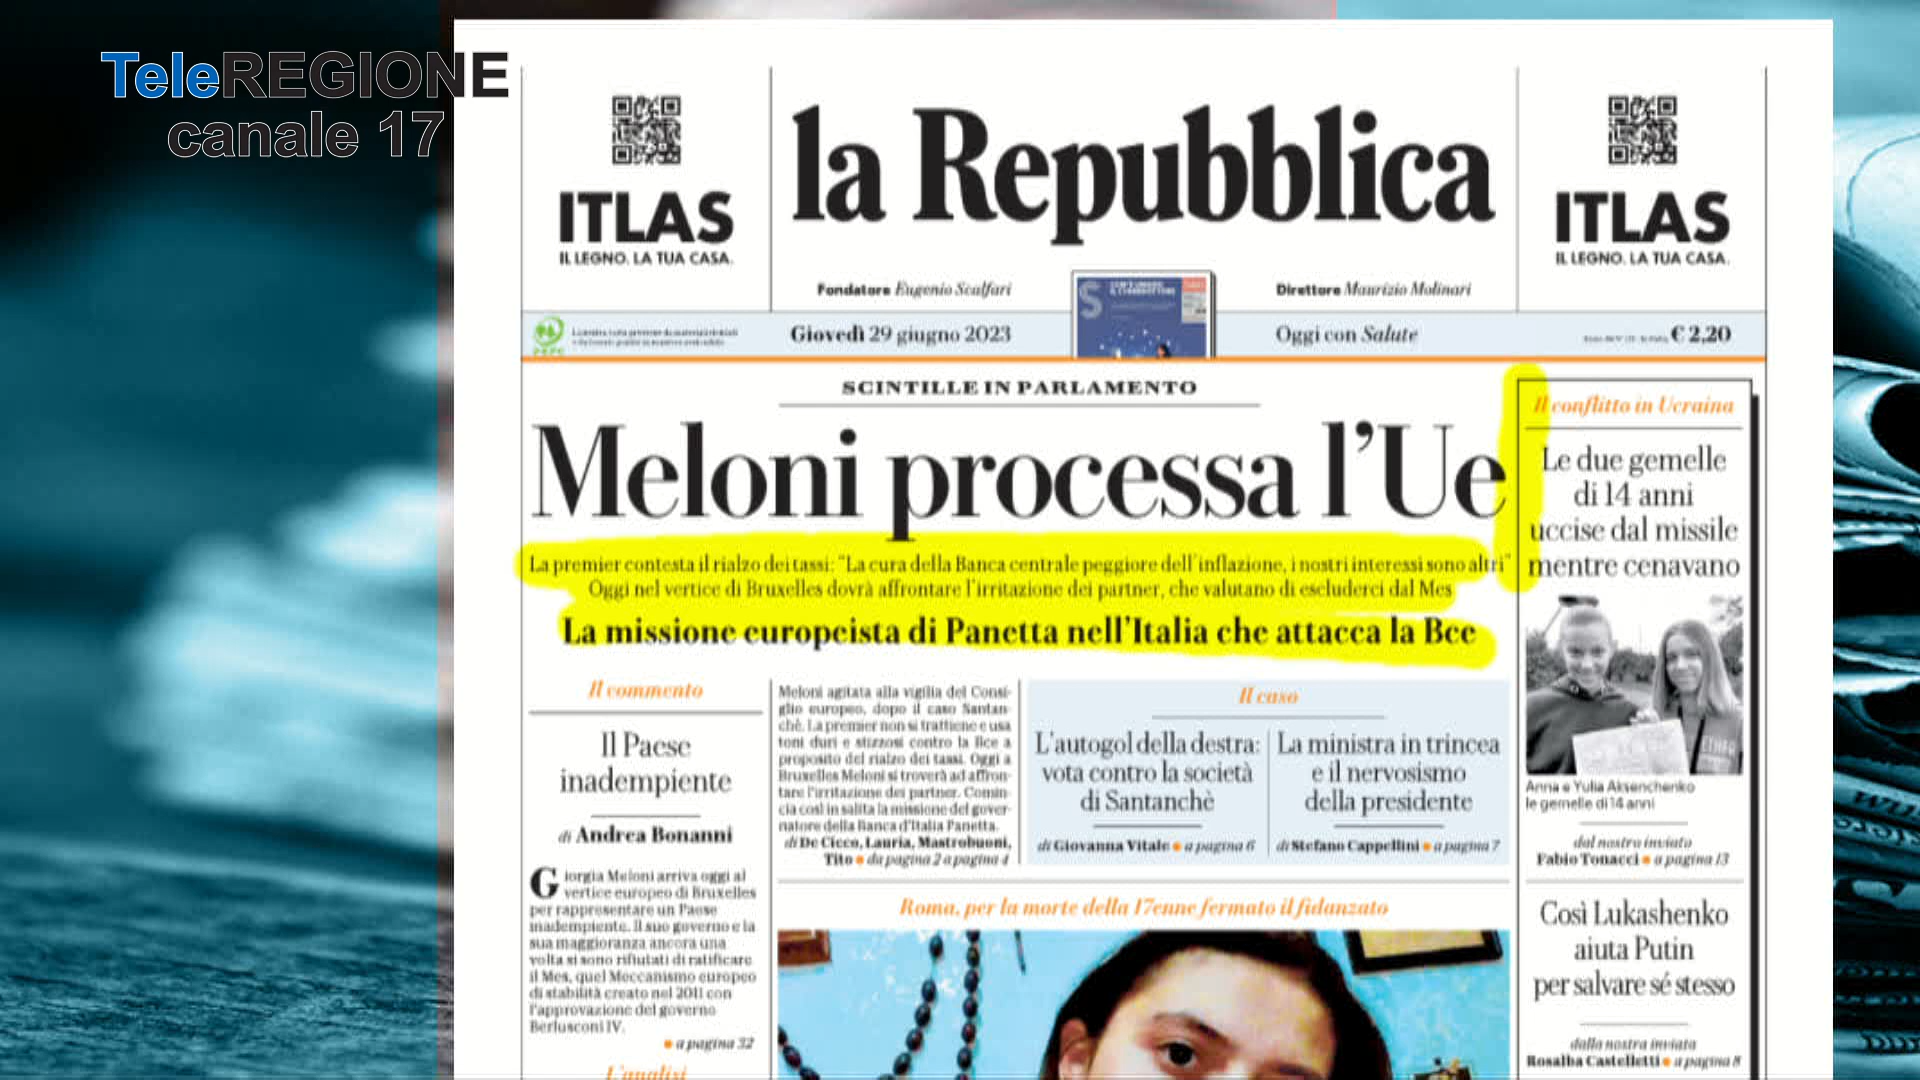 TeleREGIONE
canale 17
ITLAS
IL LEGNO. LA TUA CASA.
la Repubblica
ITLAS
IL LEGNO. LA TUA CASA.
Fondatore Eugenio Scalfari
Direttore Maurizio Molinari
Giovedì 29 giugno 2023
Oggi con Salute
€ 2,20
SCINTILLE IN PARLAMENTO
Meloni processa l'Ue
La premier contesta il rialzo dei tassi: "La cura della Banca centrale peggiore dell'inflazione, i nostri interessi sono altri"
Oggi nel vertice di Bruxelles dovrà affrontare l'irritazione dei partner, che valutano di escluderci dal Mes
La missione europeista di Panetta nell'Italia che attacca la Bce
Il commento
Il Paese
inadempiente
di Andrea Bonanni
Giorgia Meloni arriva oggi al
vertice europeo di Bruxelles
per rappresentare un Paese
inadempiente. Il suo governo e la
sua maggioranza ancora una
volta si sono rifiutati di ratificare
il Mes, quel Meccanismo europeo
di stabilità creato nel 2011 con
l'approvazione del governo
Berlusconi IV.
a pagina 32
L'analisi
Meloni agitata alla vigilia del Consi-
glio europeo, dopo il caso Santan-
chè. La premier non si trattiene e usa
toni duri e stizzosi contro la Bce a
proposito del rialzo dei tassi. Oggi a
Bruxelles Meloni si troverà ad affron-
tare l'irritazione dei partner. Comin-
cia così in salita la missione del gover-
natore della Banca d'Italia Panetta.
di De Cicco, Lauria, Mastrobuoni,
Tito da pagina 2 a pagina 4
Il caso
L'autogol della destra:
vota contro la società
di Santanchè
di Giovanna Vitale a pagina 6
La ministra in trincea
e il nervosismo
della presidente
di Stefano Cappellini a pagina 7
Roma, per la morte della 17enne fermato il fidanzato
Il conflitto in Ucraina
Le due gemelle
di 14 anni
uccise dal missile
mentre cenavano
Anna e Yulia Aksenchenko
le gemelle di 14 anni
dal nostro inviato
Fabio Tonacci a pagina 13
Così Lukashenko
aiuta Putin
per salvare sé stesso
dalla nostra inviata
Rosalba Castelletti a pagina 8